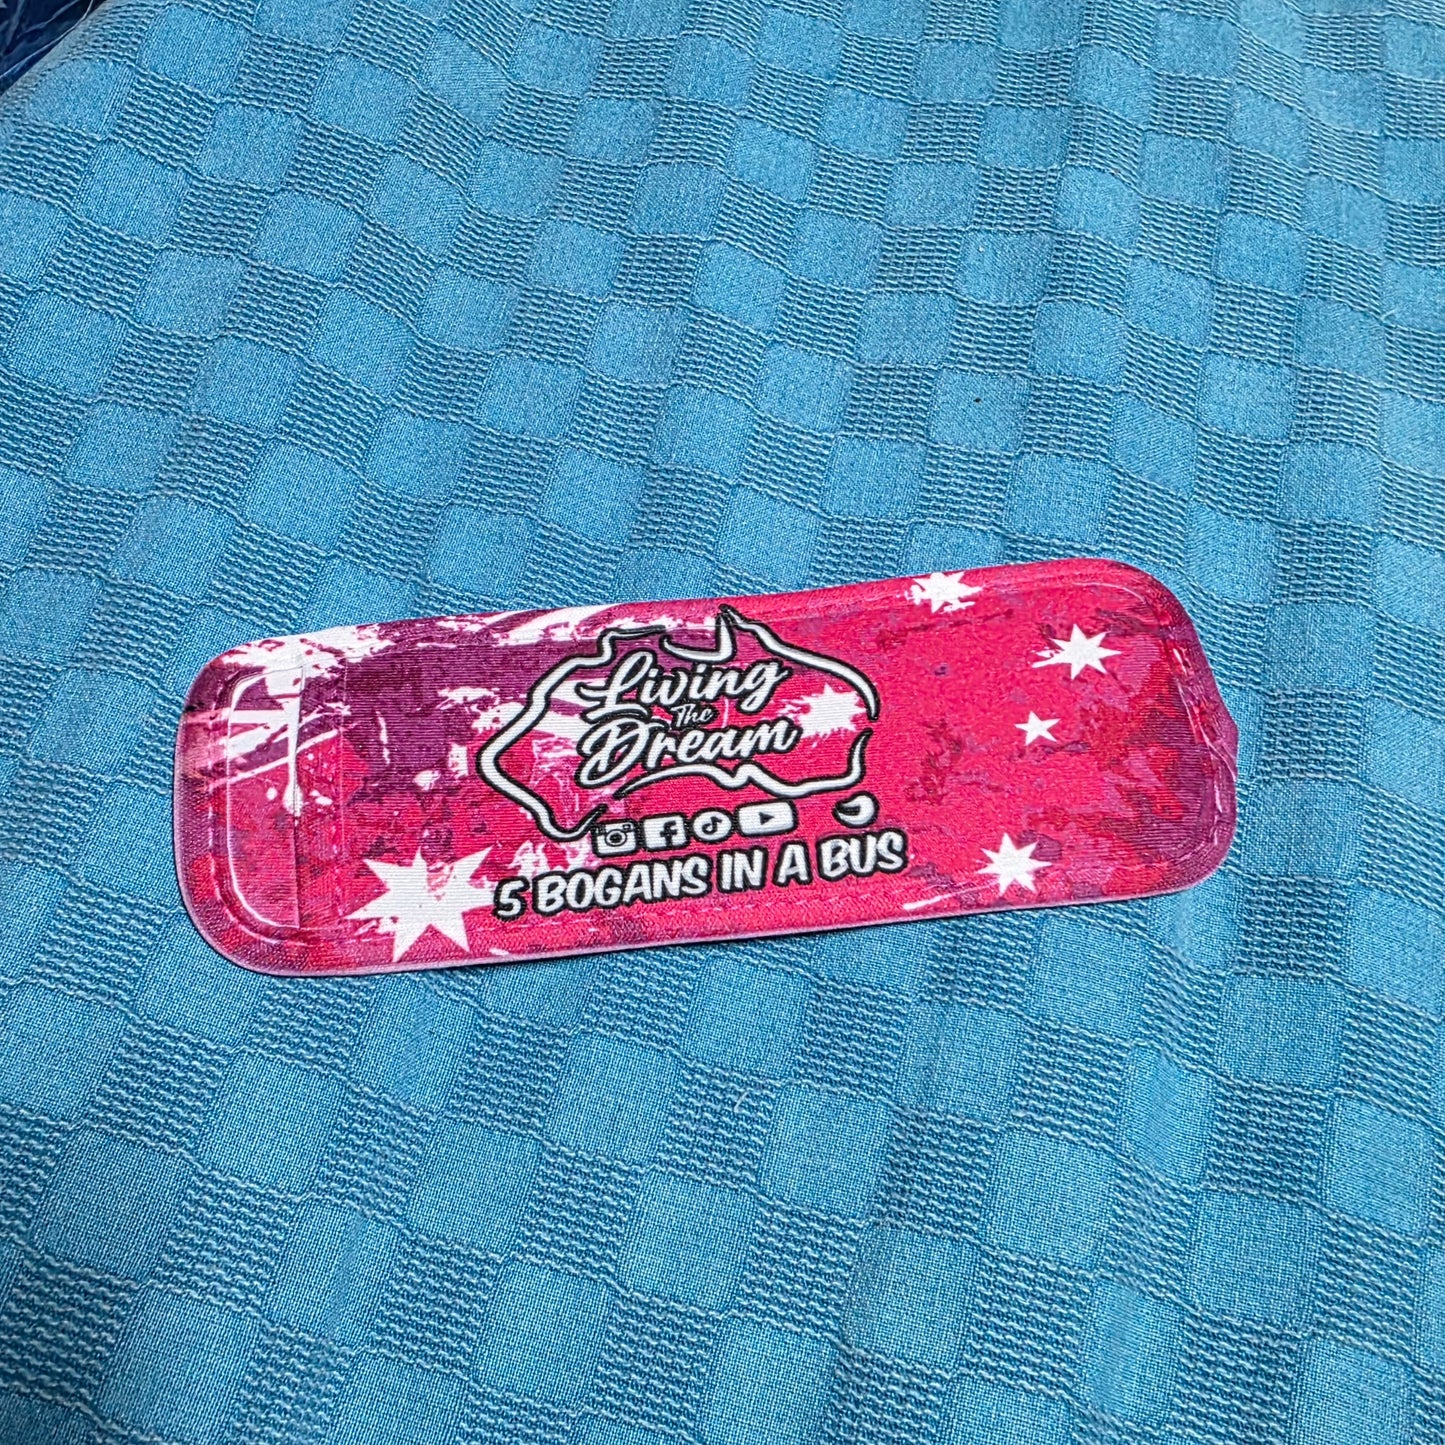 Living
The
Dream
5 BOGANS IN A BUS